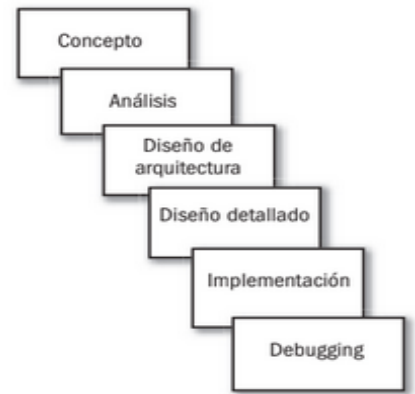 Concepto
Análisis
Diseño de
arquitectura
Diseño detallado
Implementación
Debugging